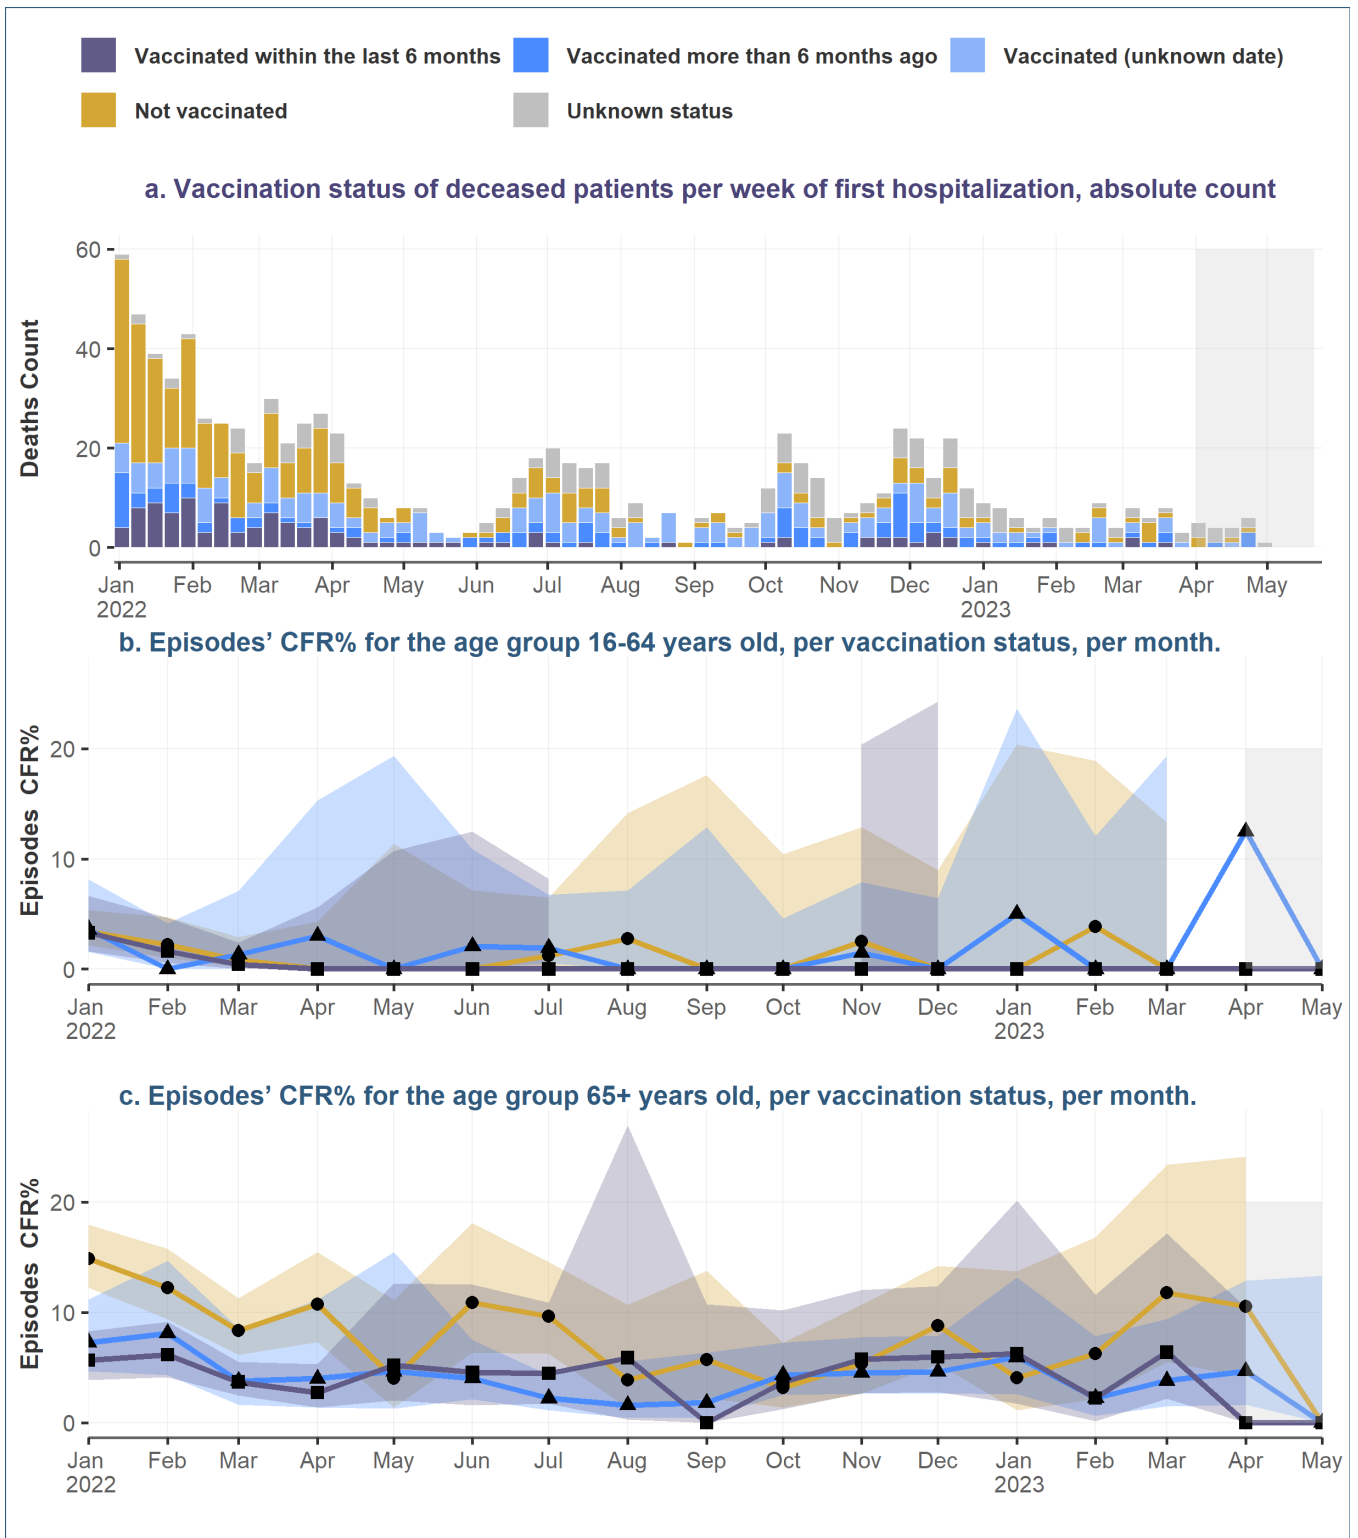 Vaccinated within the last 6 months Vaccinated more than 6 months ago Vaccinated (unknown date)
Not vaccinated Unknown status
a. Vaccination status of deceased patients per week of first hospitalization, absolute count
Deaths Count
60
40
20
0
Jan Feb Mar Apr May Jun Jul Aug Sep Oct Nov Dec Jan Feb Mar Apr May
2022 2023
b. Episodes’ CFR% for the age group 16-64 years old, per vaccination status, per month.
Episodes CFR%
20
10
0
Jan Feb Mar Apr May Jun Jul Aug Sep Oct Nov Dec Jan Feb Mar Apr May
2022 2023
c. Episodes’ CFR% for the age group 65+ years old, per vaccination status, per month.
Episodes CFR%
20
10
0
Jan Feb Mar Apr May Jun Jul Aug Sep Oct Nov Dec Jan Feb Mar Apr May
2022 2023